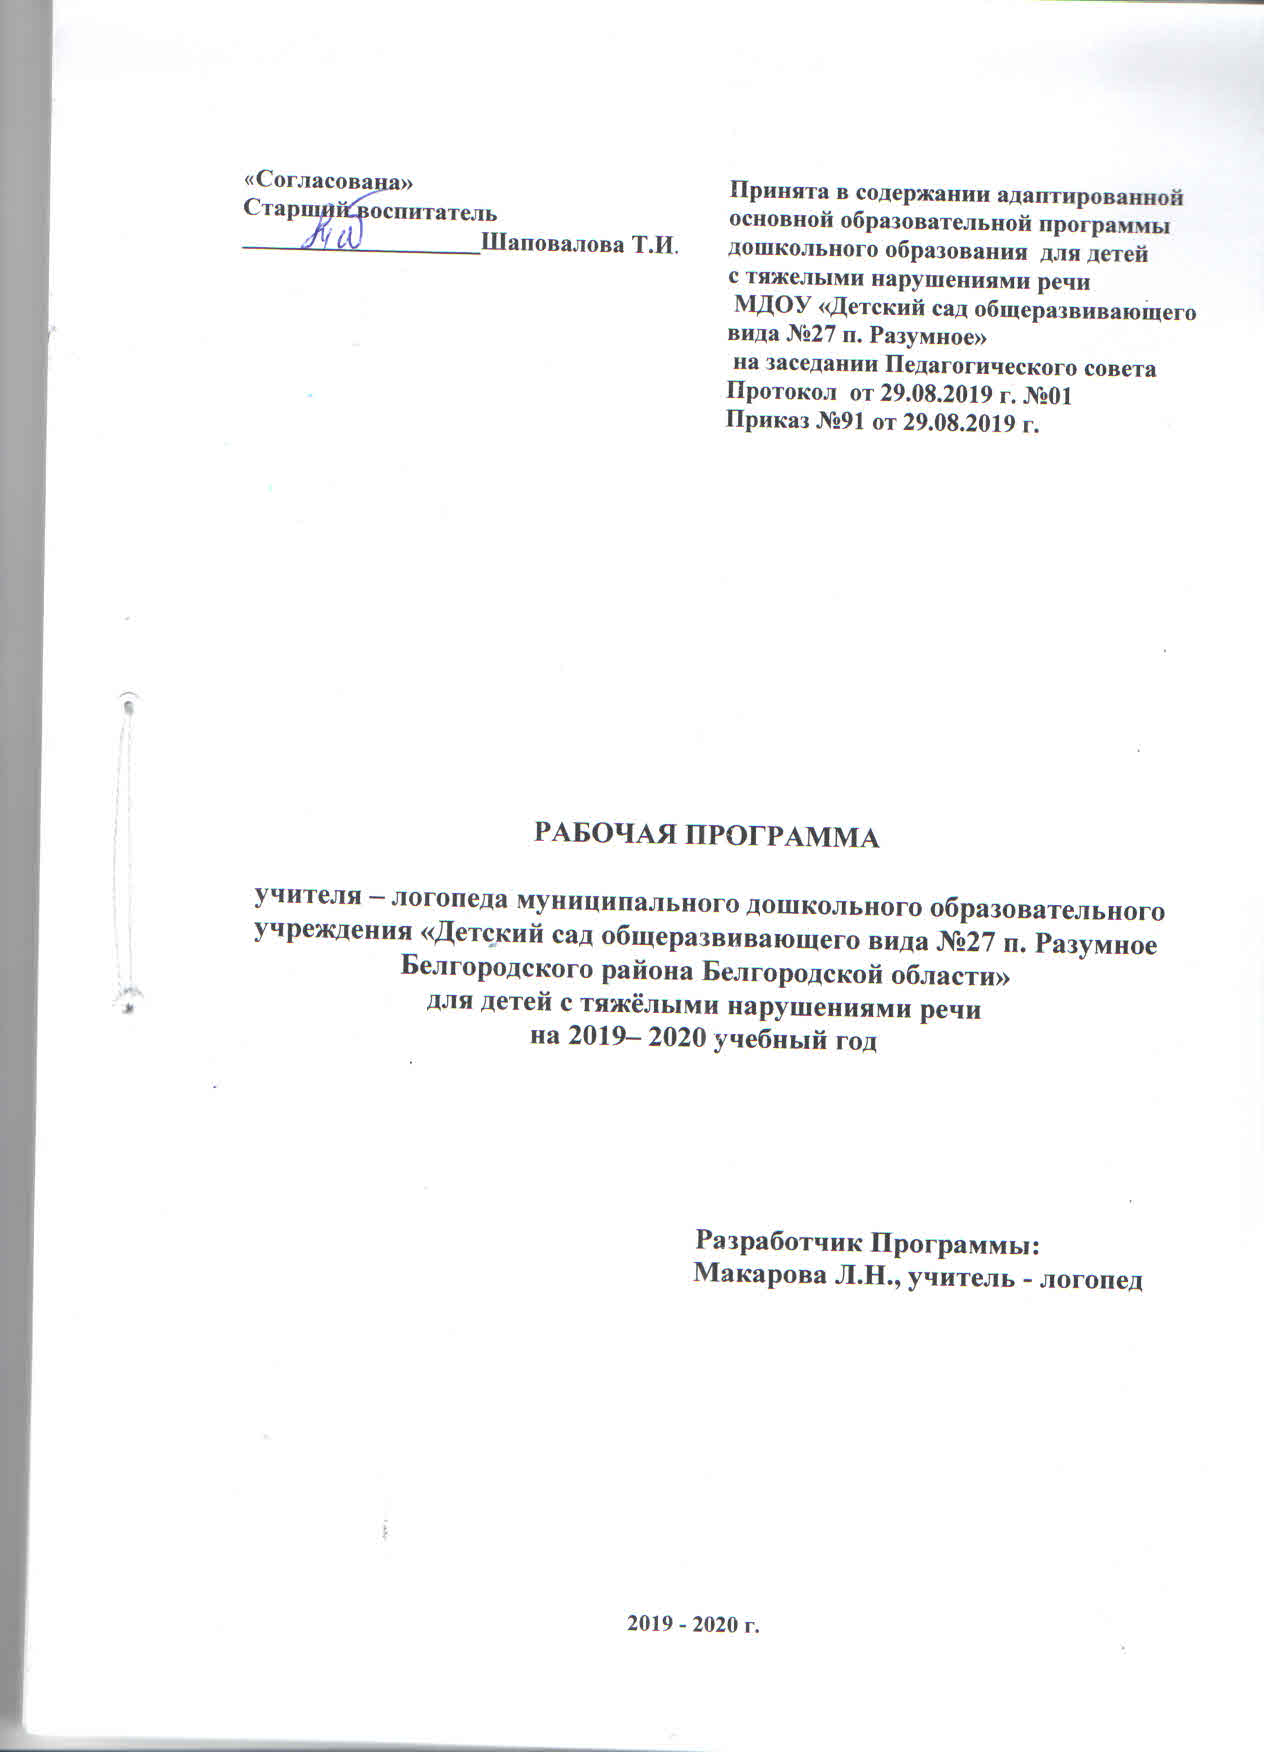 «Согласована»
Старший воспитатель
__________________Шаповалова Т.И.
Принята в содержании адаптированной
основной образовательной программы
дошкольного образования для детей
с тяжелыми нарушениями речи
МДОУ «Детский сад общеразвивающего
вида №27 п. Разумное»
на заседании Педагогического совета
Протокол от 29.08.2019 г. №01
Приказ №91 от 29.08.2019 г.
РАБОЧАЯ ПРОГРАММА
учителя – логопеда муниципального дошкольного образовательного
учреждения «Детский сад общеразвивающего вида №27 п. Разумное
Белгородского района Белгородской области»
для детей с тяжёлыми нарушениями речи
на 2019– 2020 учебный год
Разработчик Программы:
Макарова Л.Н., учитель - логопед
2019 - 2020 г.